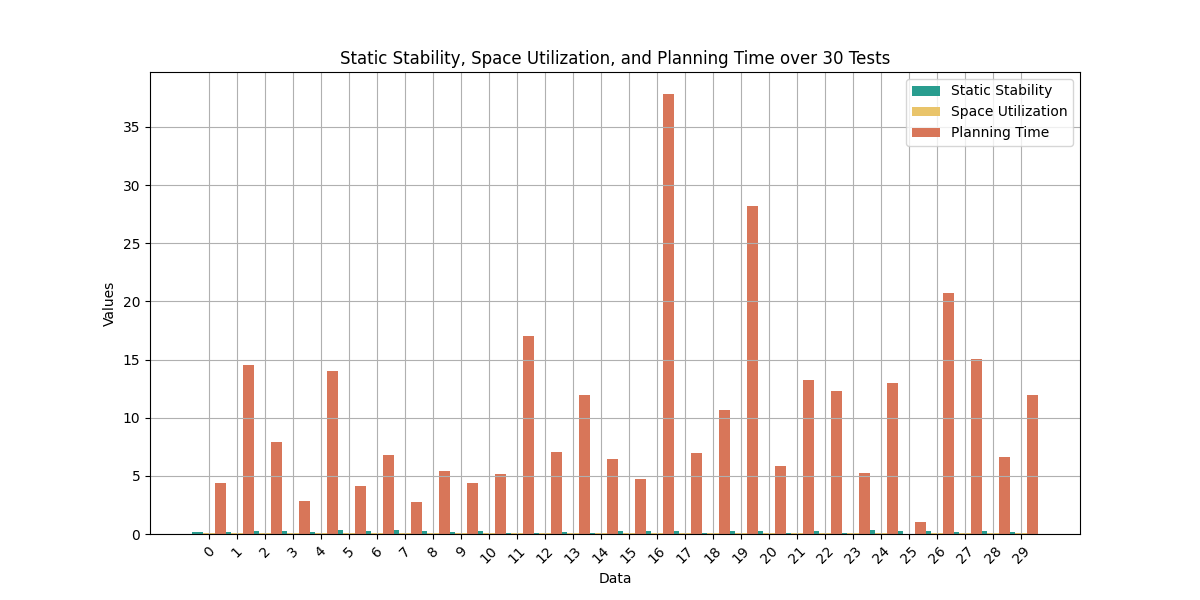 Static Stability, Space Utilization, and Planning Time over 30 Tests
Static Stability
Space Utilization
Planning Time
Values
35
30
25
20
15
10
5
0
0 1 2 3 4 5 6 7 8 9 10 11 12 13 14 15 16 17 18 19 20 21 22 23 24 25 26 27 28 29
Data